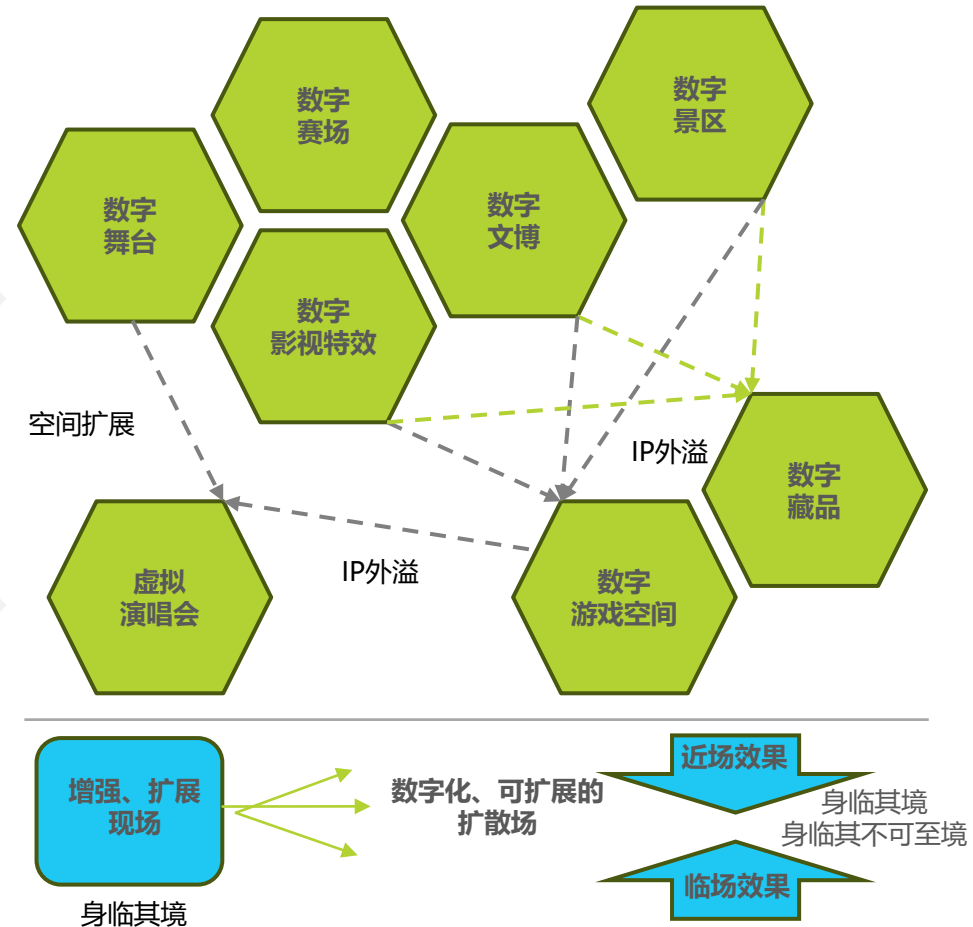 数字
赛场
数字
景区
数字
舞台
数字
文博
数字
影视特效
空间扩展
IP外溢
数字
藏品
IP外溢
虚拟
演唱会
数字
游戏空间
增强、扩展
现场
身临其境
数字化、可扩展的
扩散场
近场效果
身临其境
身临其不可至境
临场效果